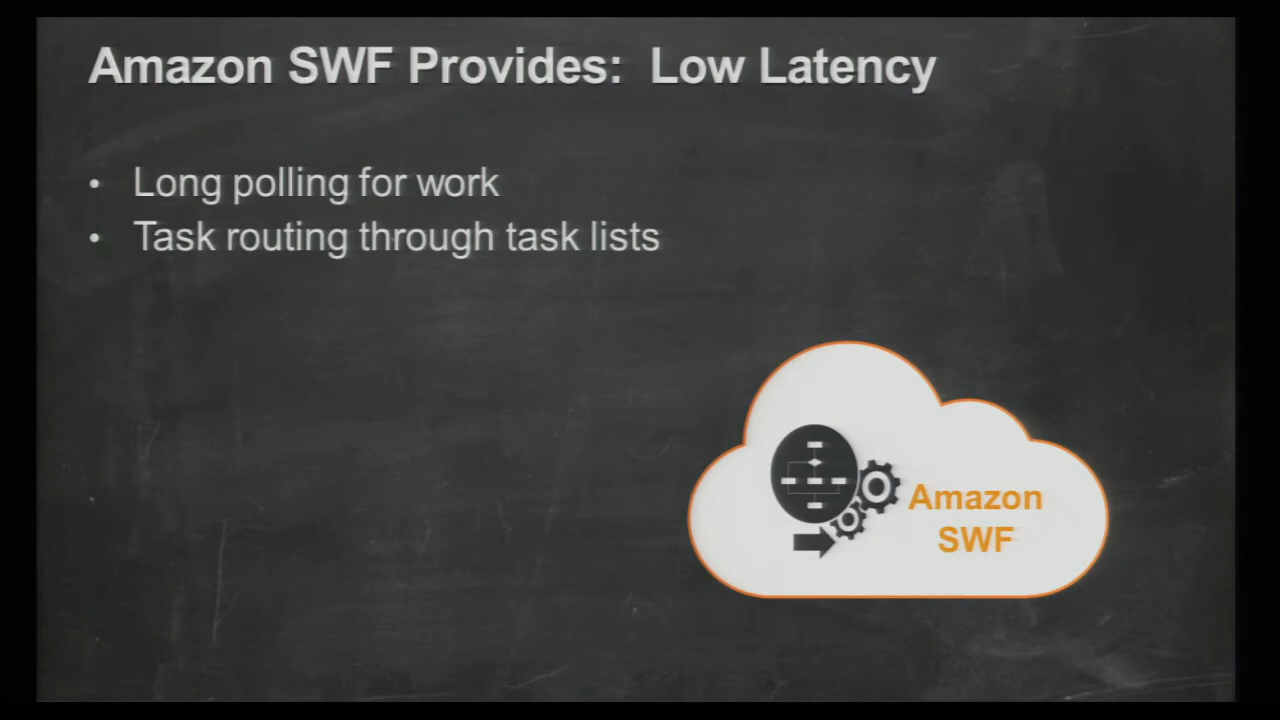 Amazon SWF Provides: Low Latency
• Long polling for work
• Task routing through task lists
Amazon
SWF